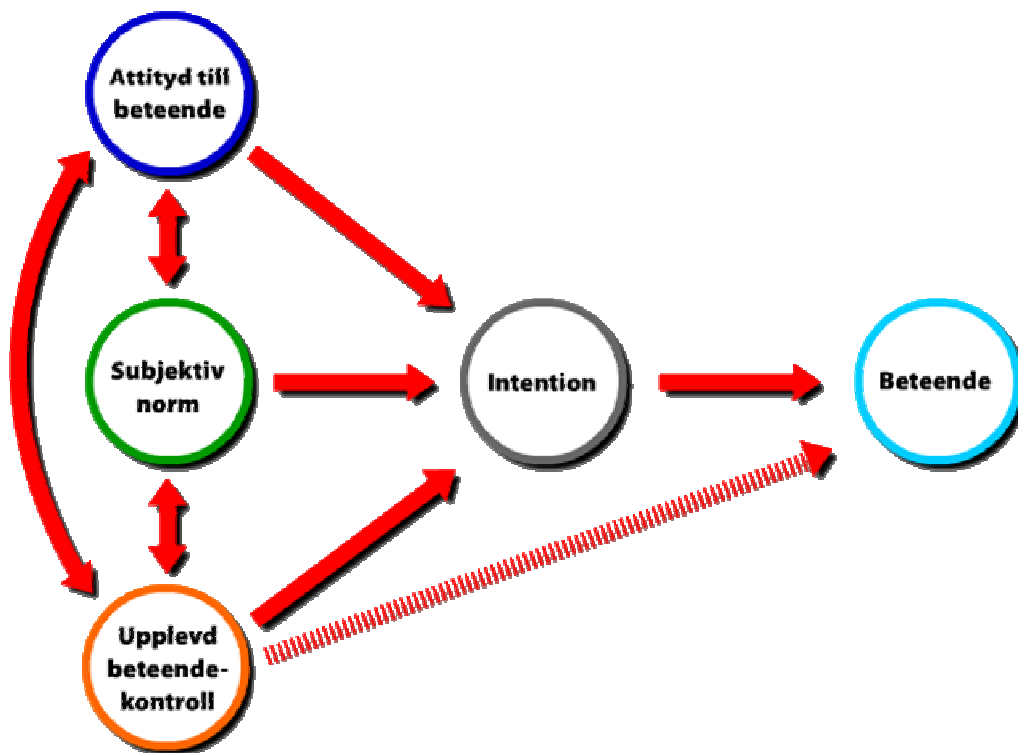 Attityd till
beteende
Subjektiv
norm
Intention
Beteende
Upplevd
beteende-
kontroll